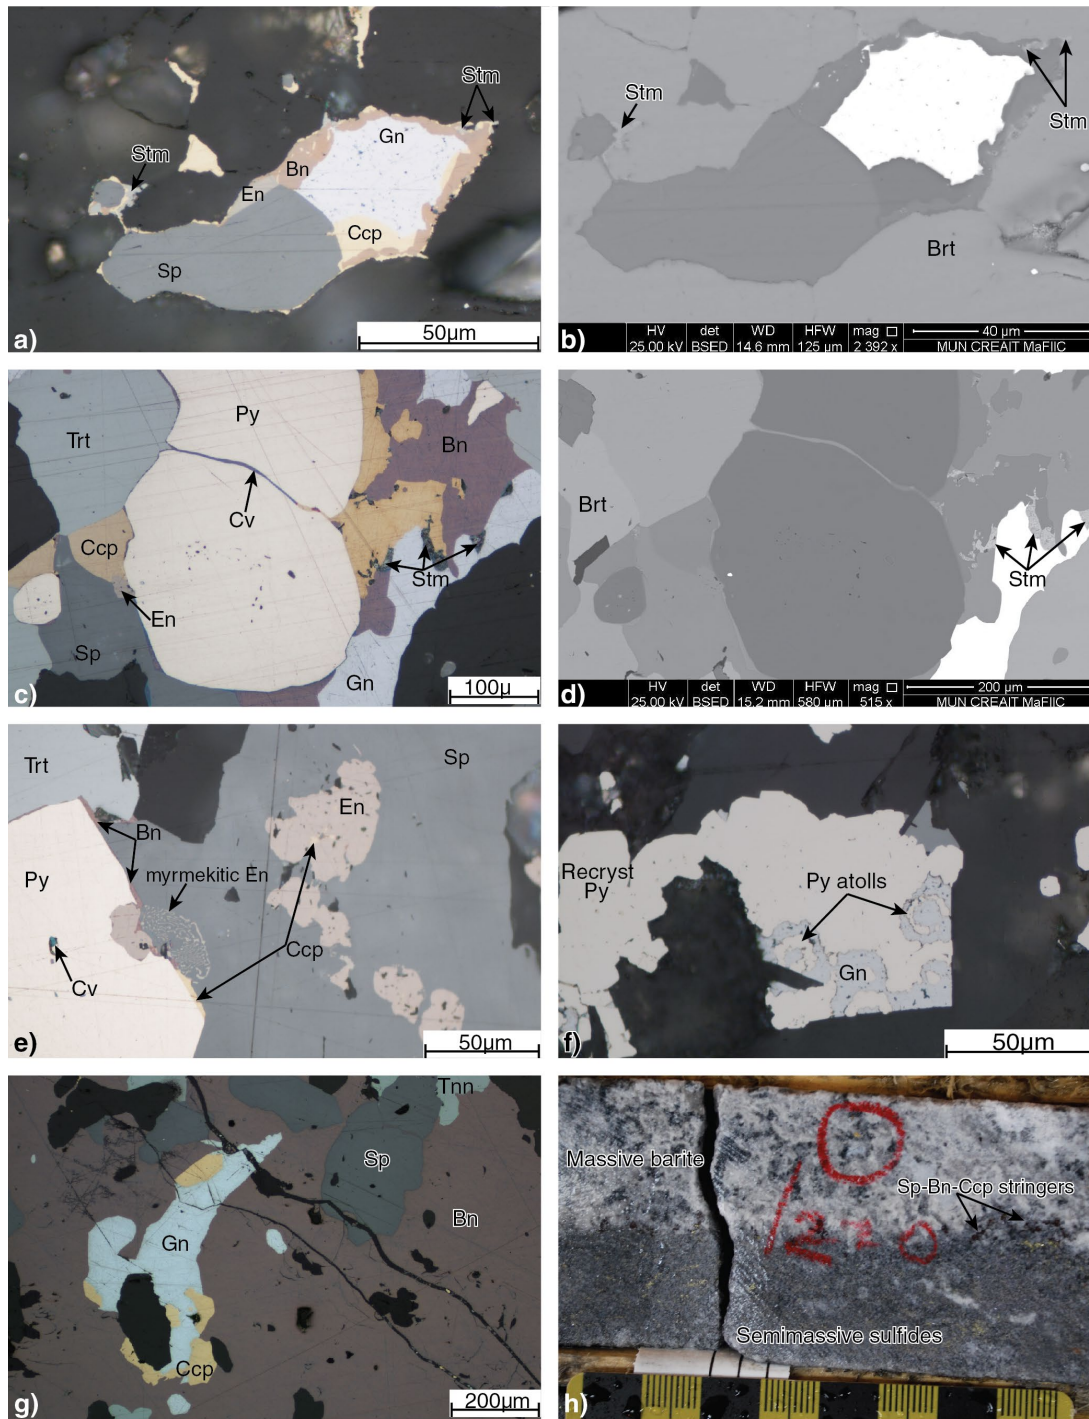 Stm
Gn
Stm
Bn
En
Ccp
Sp
50µm
a)
Stm
Stm
Brt
HV det WD HFW mag 40 µm
25.00 kV BSED 14.6 mm 125 µm 2 392 x MUN CREAIT MaFIIC
b)
Py
Trt
Bn
Cv
Ccp
Stm
En
Sp
Gn
100µ
c)
Brt
Stm
HV det WD HFW mag 200 µm
25.00 kV BSED 15.2 mm 580 µm 515 x MUN CREAIT MaFIIC
d)
Trt
Sp
En
Bn
myrmekitic En
Py
Ccp
Cv
50µm
e)
Recryst
Py
Py atolls
Gn
50µm
f)
Tnn
Sp
Bn
Gn
Ccp
200µm
g)
Massive barite
Sp-Bn-Ccp stringers
Semimassive sulfides
h)